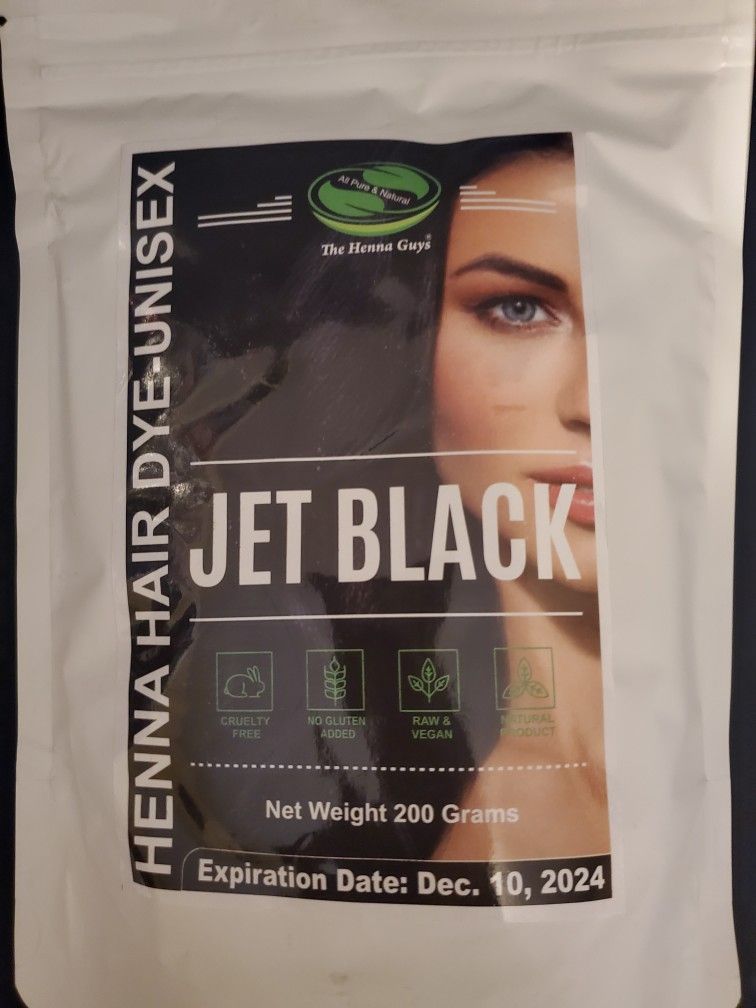 HENNA HAIR DYE-UNISEX
All Pure & Natural
The Henna Guys®
JET BLACK
CRUELTY
FREE
NO GLUTEN
ADDED
RAW &
VEGAN
NATURAL
PRODUCT
Net Weight 200 Grams
Expiration Date: Dec. 10, 2024